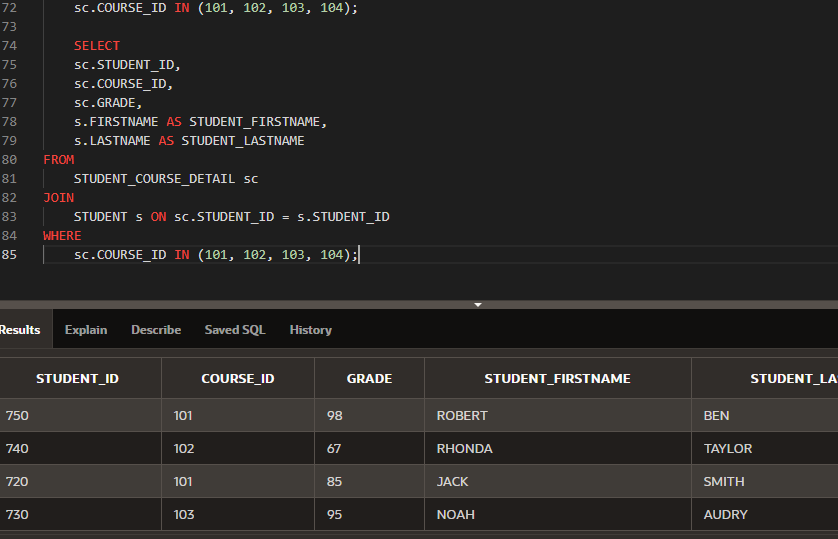 72 sc.COURSE_ID IN (101, 102, 103, 104);
73
74 SELECT
75 sc.STUDENT_ID,
76 sc.COURSE_ID,
77 sc.GRADE,
78 s.FIRSTNAME AS STUDENT_FIRSTNAME,
79 s.LASTNAME AS STUDENT_LASTNAME
80 FROM
81 STUDENT_COURSE_DETAIL sc
82 JOIN
83 STUDENT s ON sc.STUDENT_ID = s.STUDENT_ID
84 WHERE
85 sc.COURSE_ID IN (101, 102, 103, 104);
Results Explain Describe Saved SQL History
STUDENT_ID COURSE_ID GRADE STUDENT_FIRSTNAME STUDENT_LA
750 101 98 ROBERT BEN
740 102 67 RHONDA TAYLOR
720 101 85 JACK SMITH
730 103 95 NOAH AUDRY